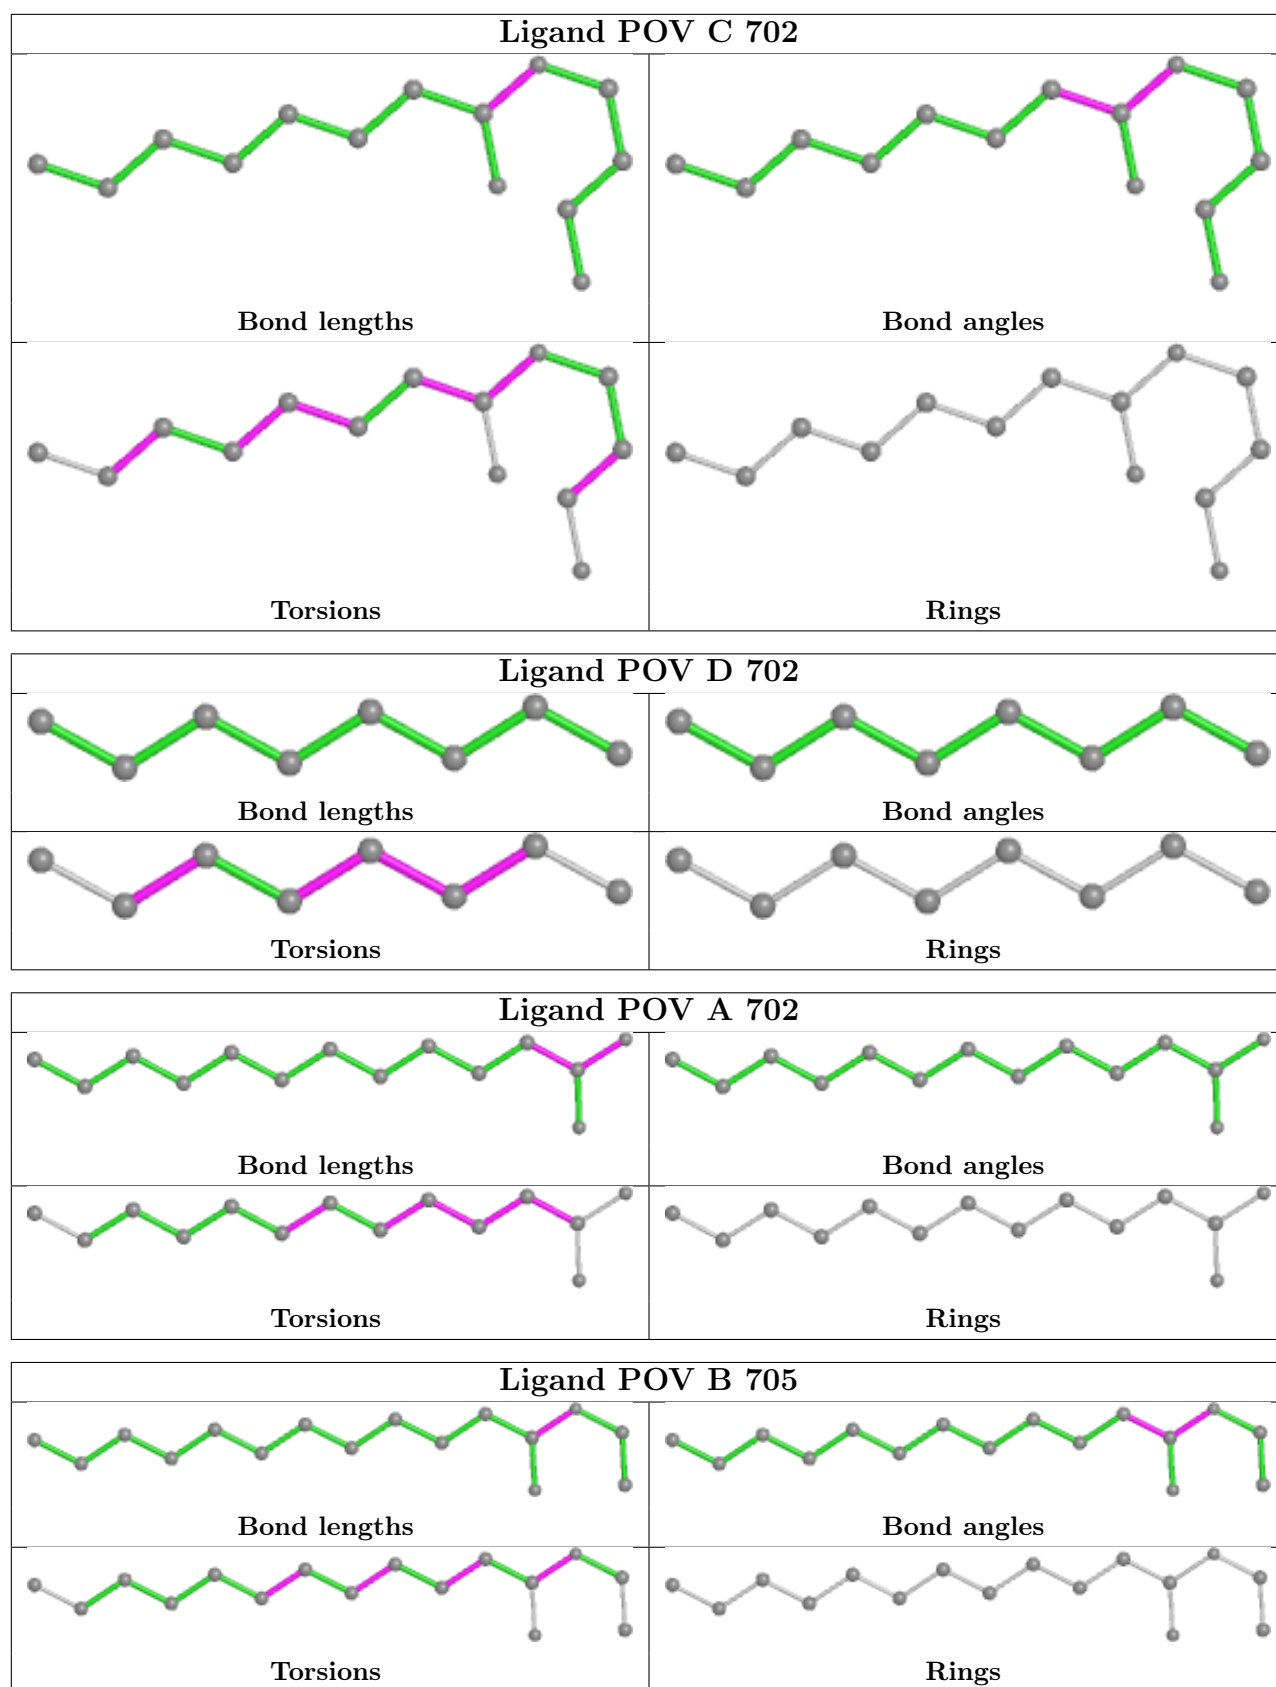 Ligand POV C 702
Bond lengths
Bond angles
Torsions
Rings
Ligand POV D 702
Bond lengths
Bond angles
Torsions
Rings
Ligand POV A 702
Bond lengths
Bond angles
Torsions
Rings
Ligand POV B 705
Bond lengths
Bond angles
Torsions
Rings